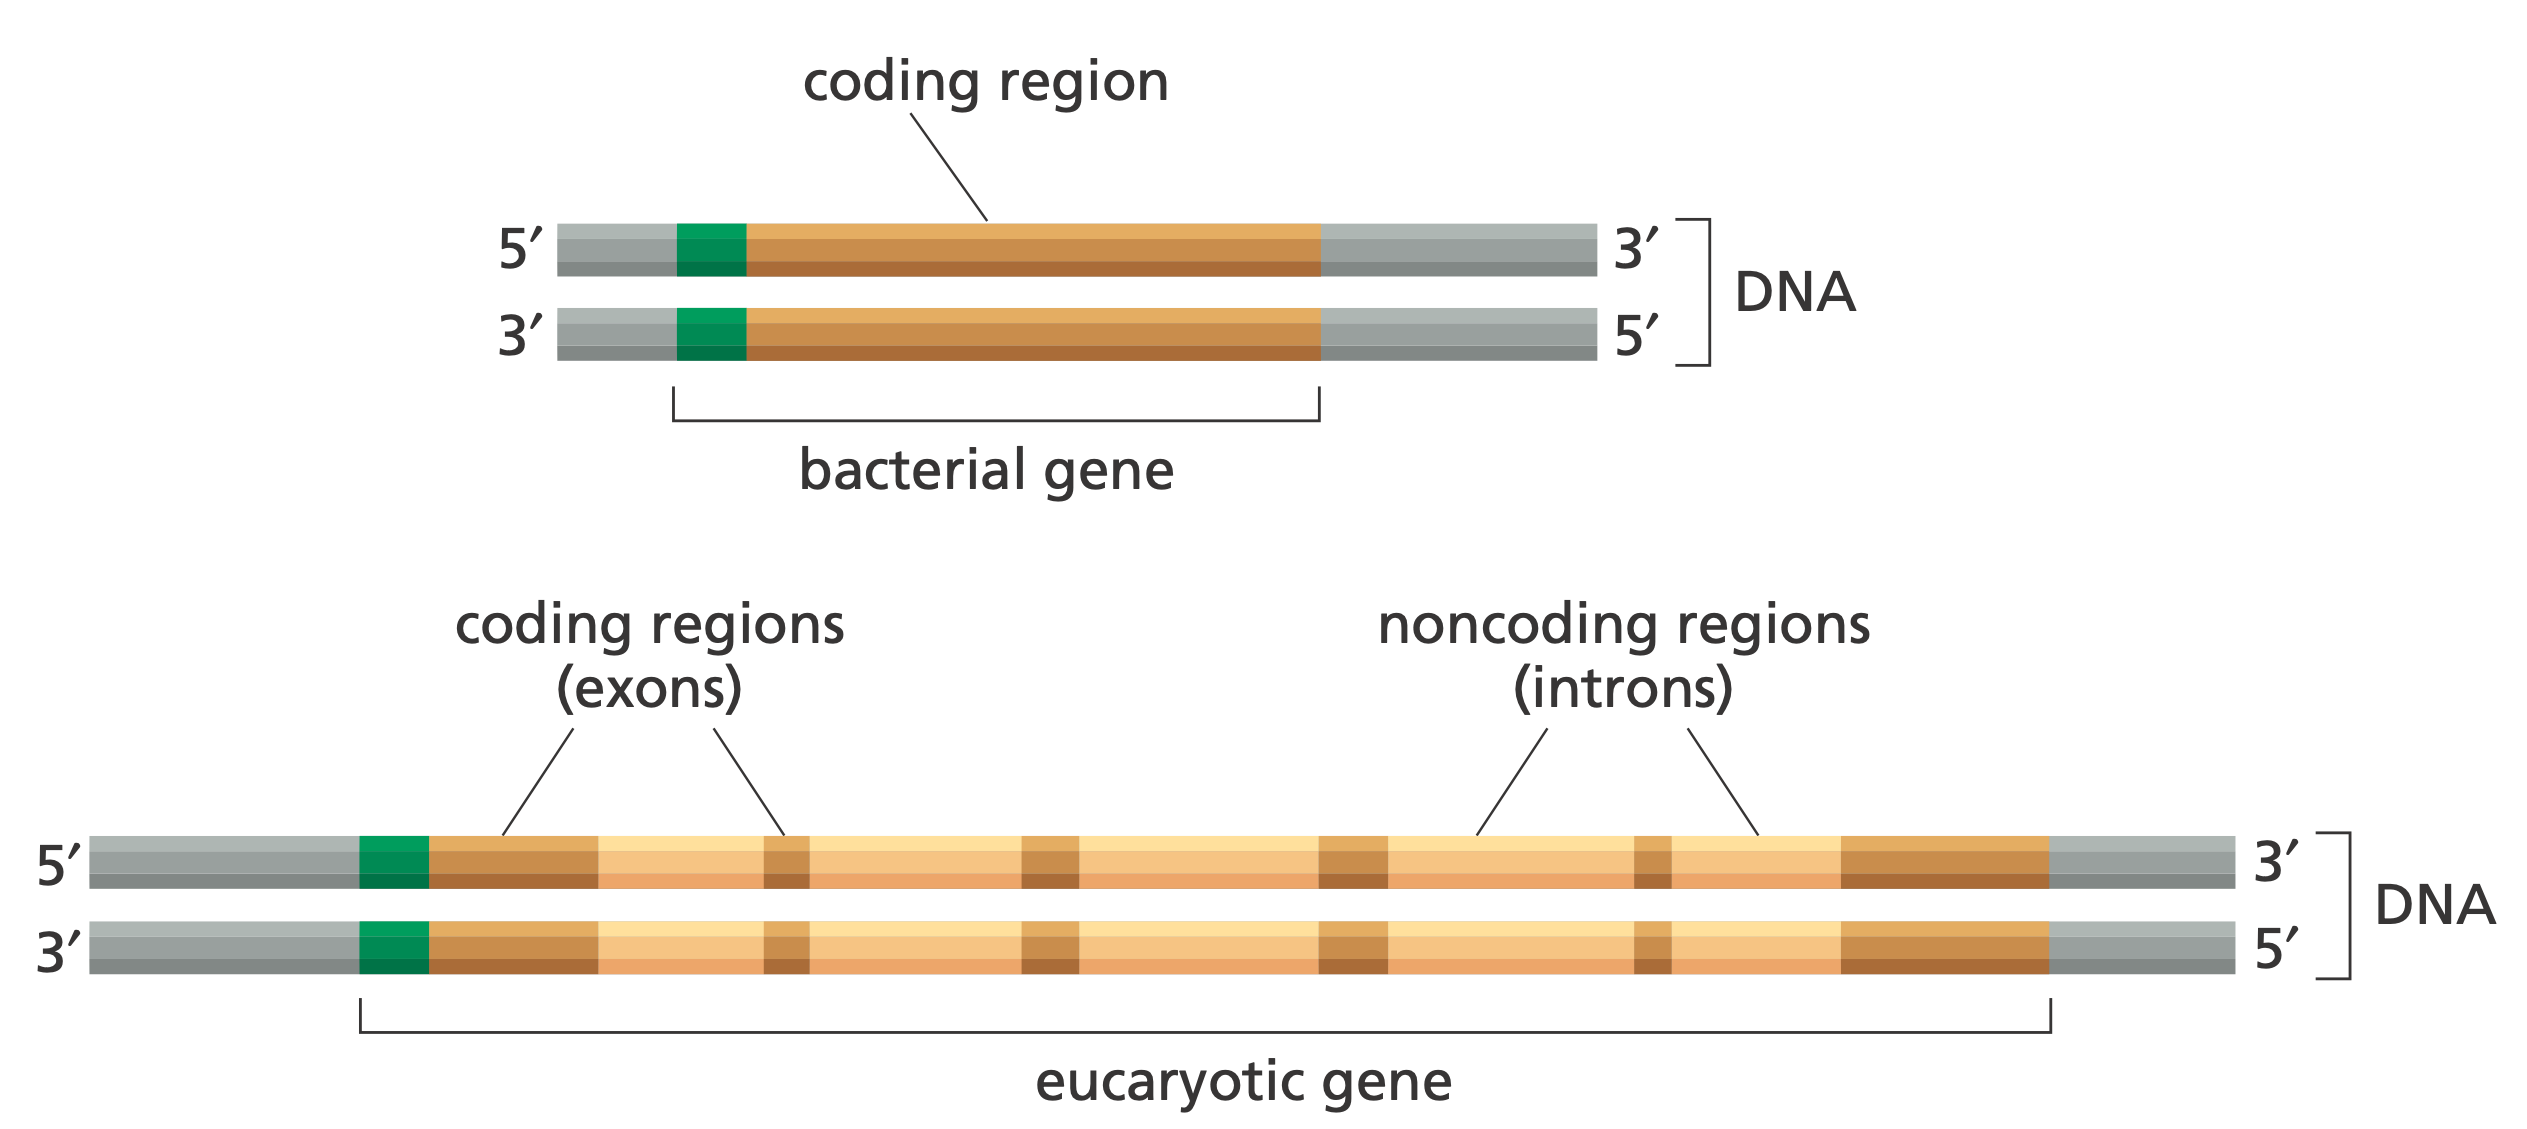 coding region
5′ 3′
DNA
3′ 5′
bacterial gene
coding regions
(exons)
noncoding regions
(introns)
5′ 3′
DNA
3′ 5′
eucaryotic gene